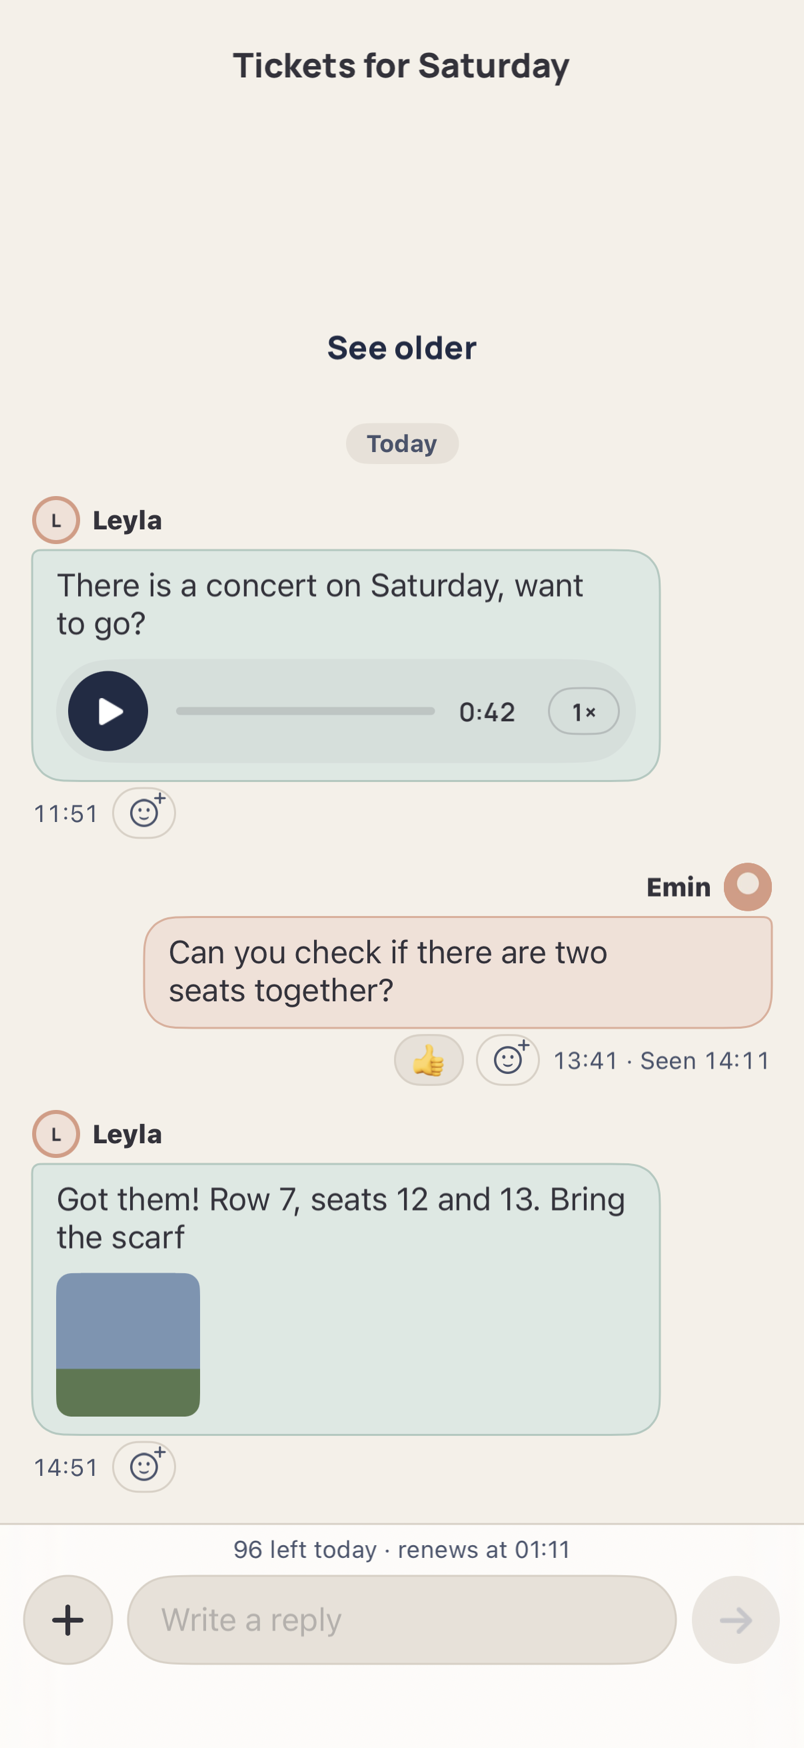 Tickets for Saturday
See older
Today
L Leyla
There is a concert on Saturday, want
to go?
0:42 1×
11:51
Emin
Can you check if there are two
seats together?
👍 13:41 · Seen 14:11
L Leyla
Got them! Row 7, seats 12 and 13. Bring
the scarf
14:51
96 left today · renews at 01:11
Write a reply